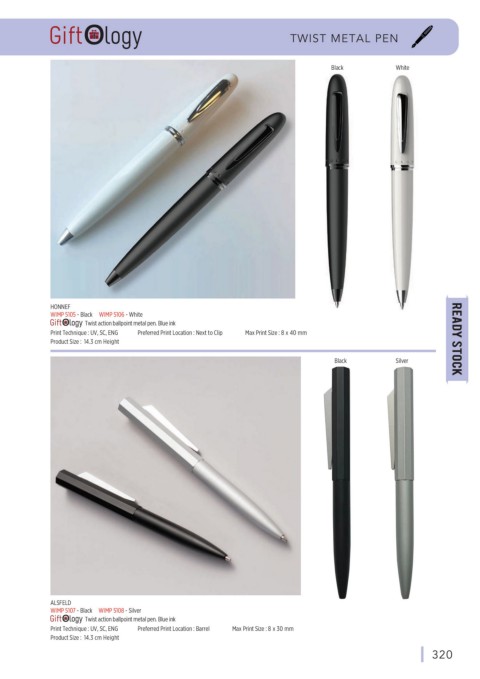 GiftOlogy
TWIST METAL PEN
Black White
HONNEF
WIMP 5105 - Black WIMP 5106 - White
GiftOlogy Twist action ballpoint metal pen, Blue ink
Print Technique : UV, SC, ENG Preferred Print Location : Next to Clip Max Print Size : 8 x 40 mm
Product Size : 14.3 cm Height
READY STOCK
Black Silver
ALSFELD
WIMP 5107 - Black WIMP 5108 - Silver
GiftOlogy Twist action ballpoint metal pen, Blue ink
Print Technique : UV, SC, ENG Preferred Print Location : Barrel Max Print Size : 8 x 30 mm
Product Size : 14.3 cm Height
320